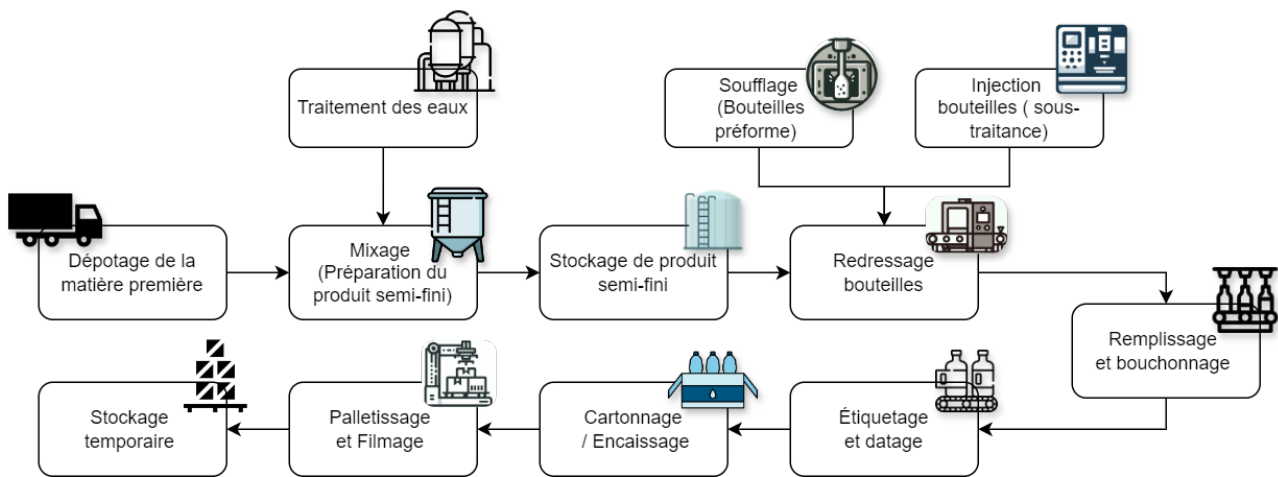 Traitement des eaux
Soufflage
(Bouteilles
préforme)
Injection
bouteilles ( sous-
traitance)
Dépotage de la
matière première
Mixage
(Préparation du
produit semi-fini)
Stockage de produit
semi-fini
Redressage
bouteilles
Remplissage
et bouchonnage
Étiquetage
et datage
Cartonnage
/ Encaissage
Palletissage
et Filmage
Stockage
temporaire